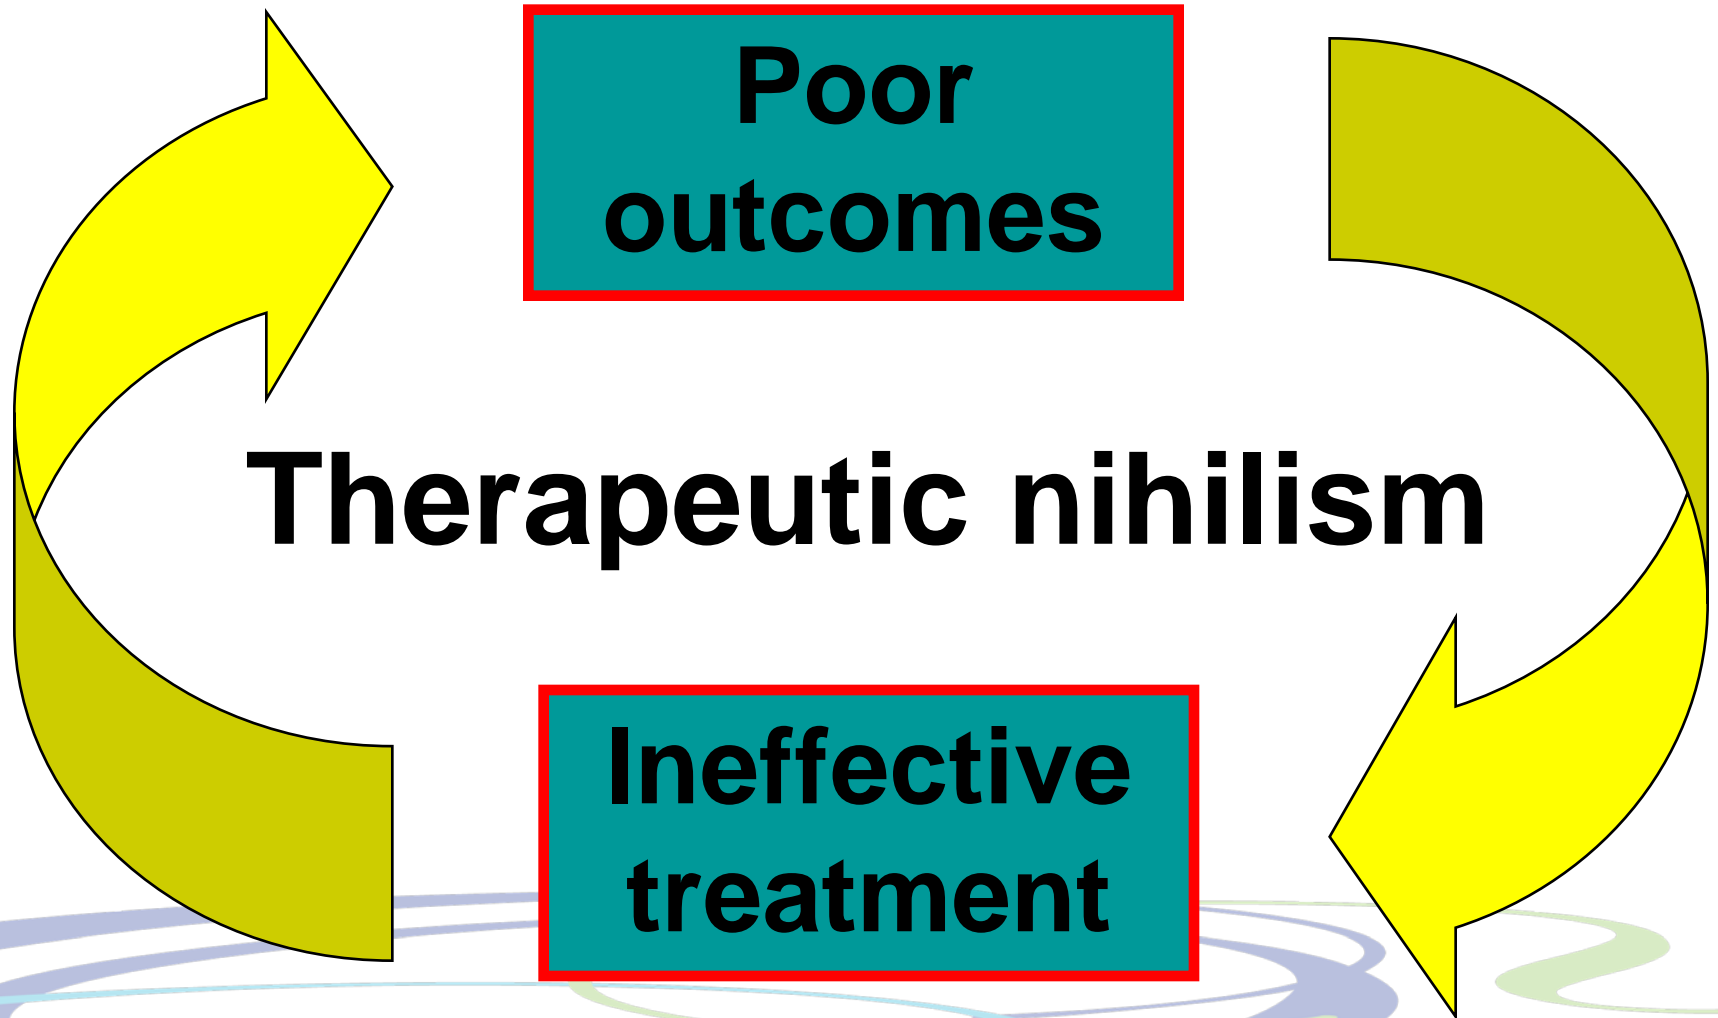 Poor
outcomes
Therapeutic nihilism
Ineffective
treatment